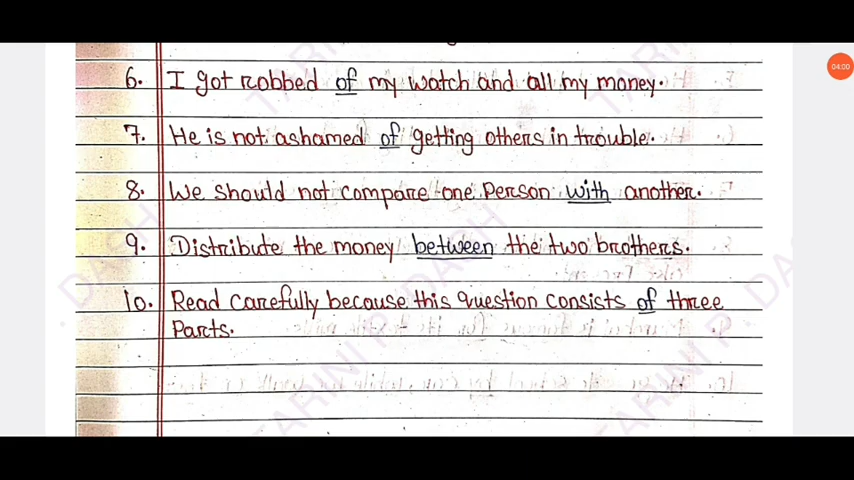 6. I got robbed of my watch and all my money.
7. He is not ashamed of getting others in trouble.
8. We should not compare one person with another.
9. Distribute the money between the two brothers.
10. Read carefully because this question consists of three
parts.
TARINI P. DASH
04:00